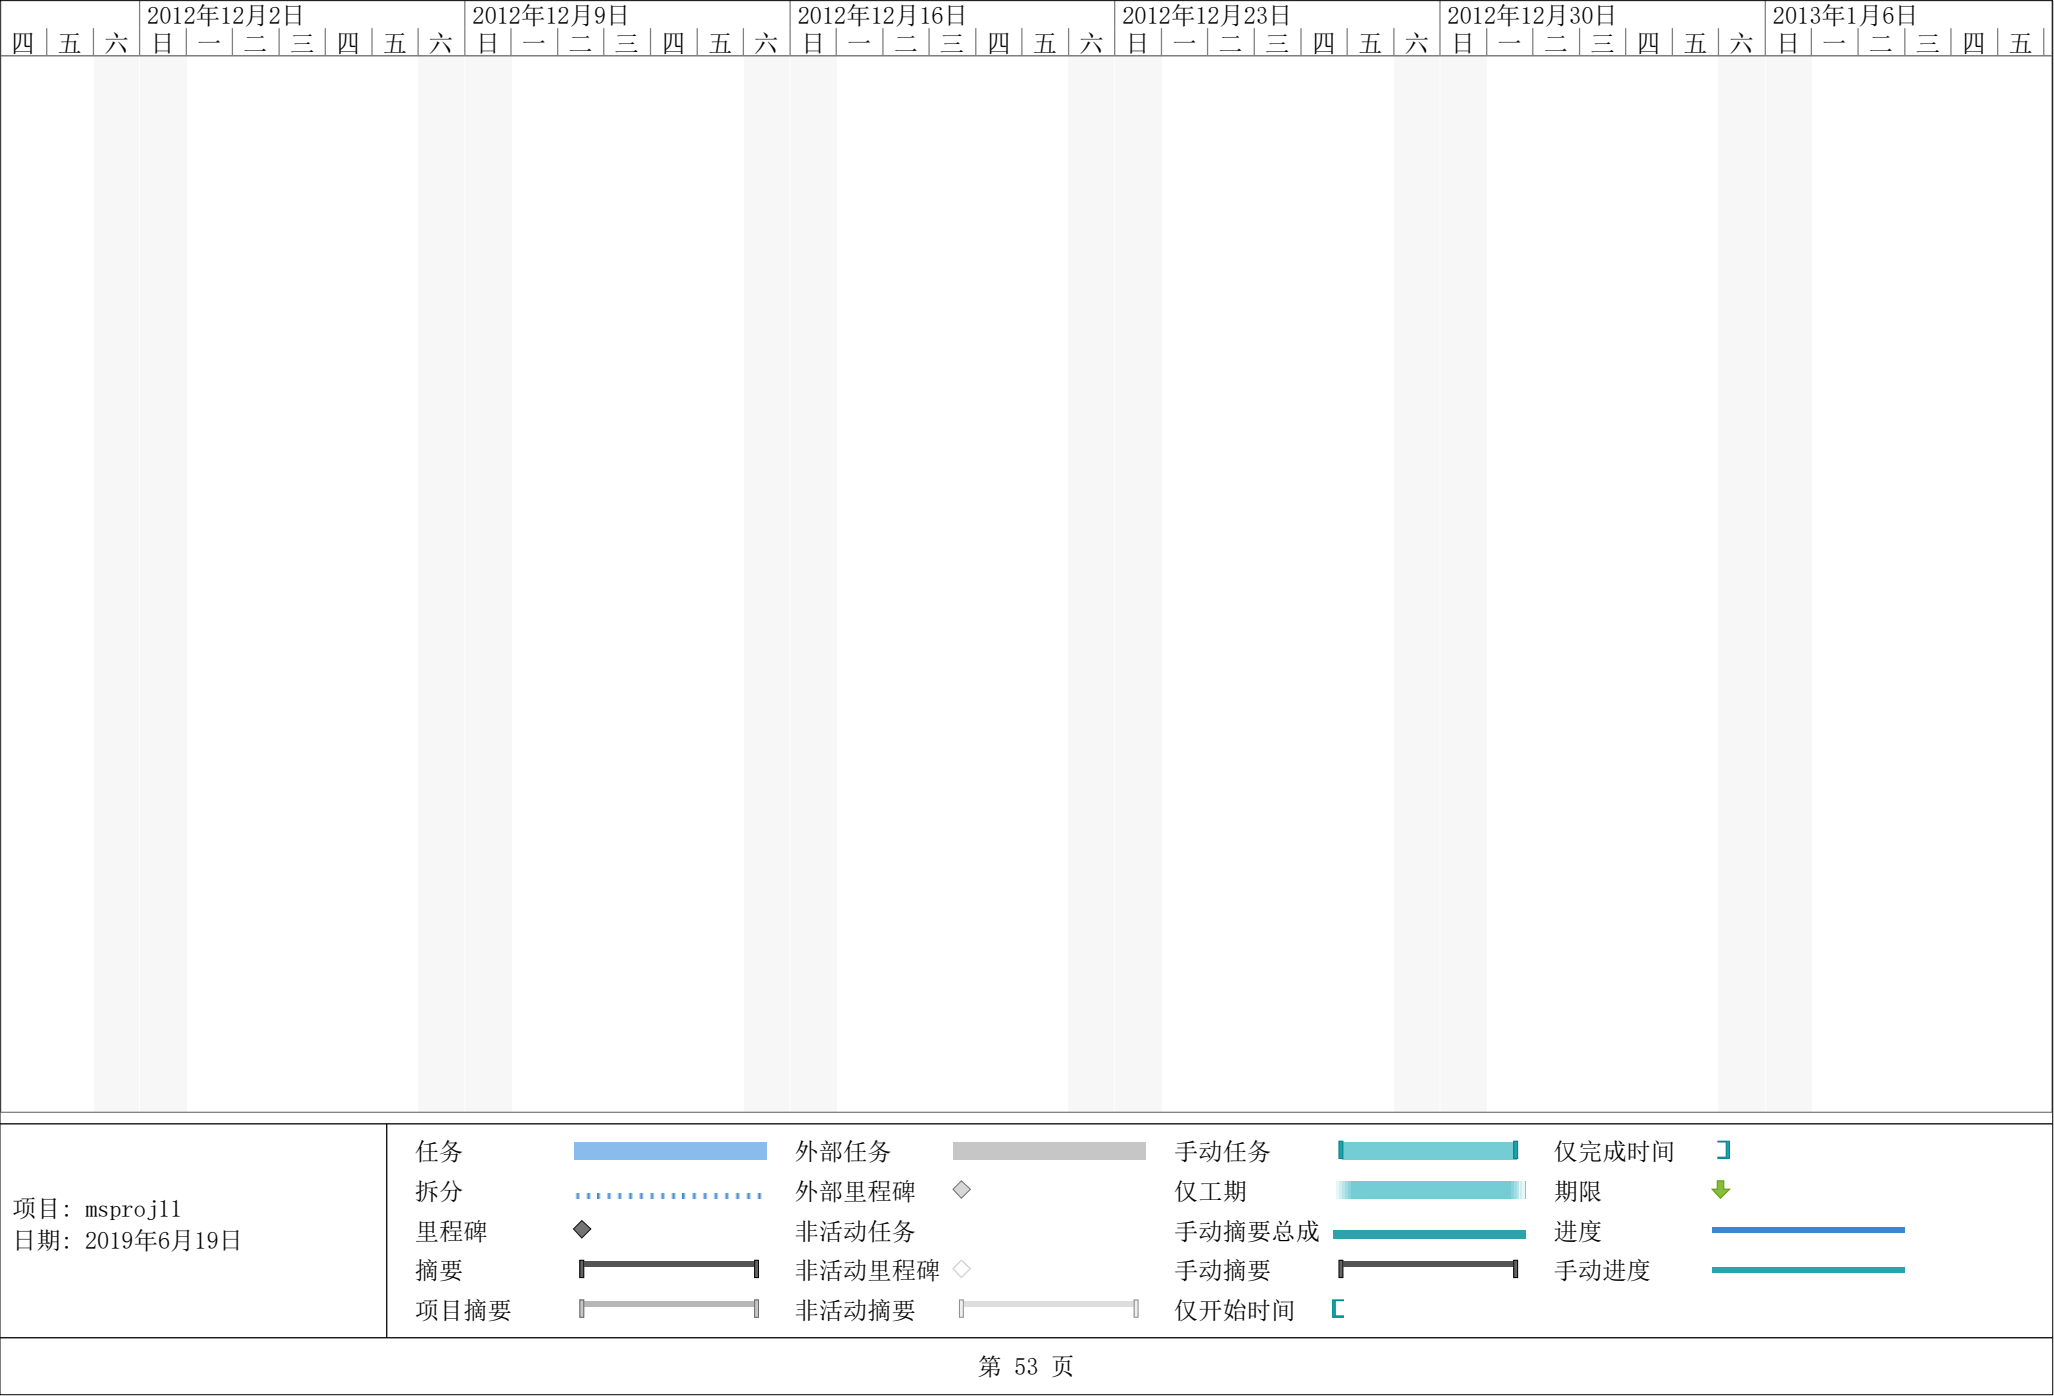 2012年12月2日 2012年12月9日 2012年12月16日 2012年12月23日 2012年12月30日 2013年1月6日
四 五 六 日 一 二 三 四 五 六 日 一 二 三 四 五 六 日 一 二 三 四 五 六 日 一 二 三 四 五 六 日 一 二 三 四 五 六 日 一 二 三 四 五
项目: msproj11
日期: 2019年6月19日
任务
拆分
里程碑
摘要
项目摘要
外部任务
外部里程碑
非活动任务
非活动里程碑
非活动摘要
手动任务
仅工期
手动摘要总成
手动摘要
仅开始时间
仅完成时间
期限
进度
手动进度
第 53 页